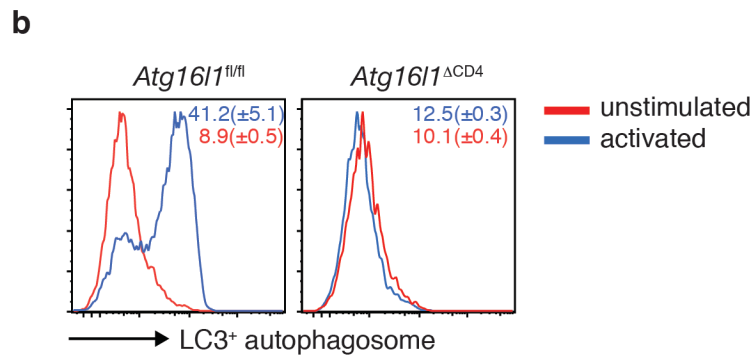 b
Atg16l1fl/fl
Atg16l1ΔCD4
41.2(±5.1)
8.9(±0.5)
12.5(±0.3)
10.1(±0.4)
unstimulated
activated
LC3+ autophagosome